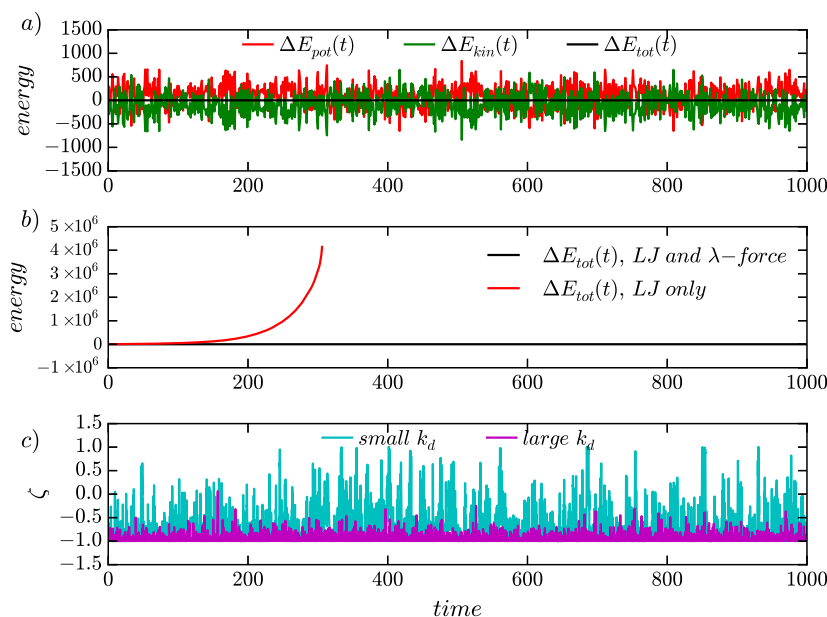 a)
ΔE_pot(t) ΔE_kin(t) ΔE_tot(t)
1500
1000
500
0
−500
−1000
−1500
energy
0 200 400 600 800 1000
b)
5 ×10^6
4 ×10^6
3 ×10^6
2 ×10^6
1 ×10^6
0
−1 ×10^6
energy
ΔE_tot(t), LJ and λ−force
ΔE_tot(t), LJ only
0 200 400 600 800 1000
c)
small k_d large k_d
1.5
1.0
0.5
0.0
−0.5
−1.0
−1.5
ζ
0 200 400 600 800 1000
time